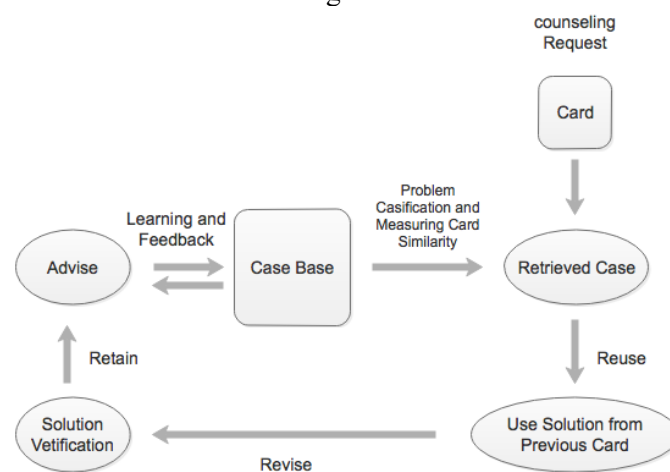 counseling
Request
Card
Problem
Casification and
Measuring Card
Similarity
Learning and
Feedback
Advise
Case Base
Retrieved Case
Retain
Reuse
Solution
Vetification
Use Solution from
Previous Card
Revise